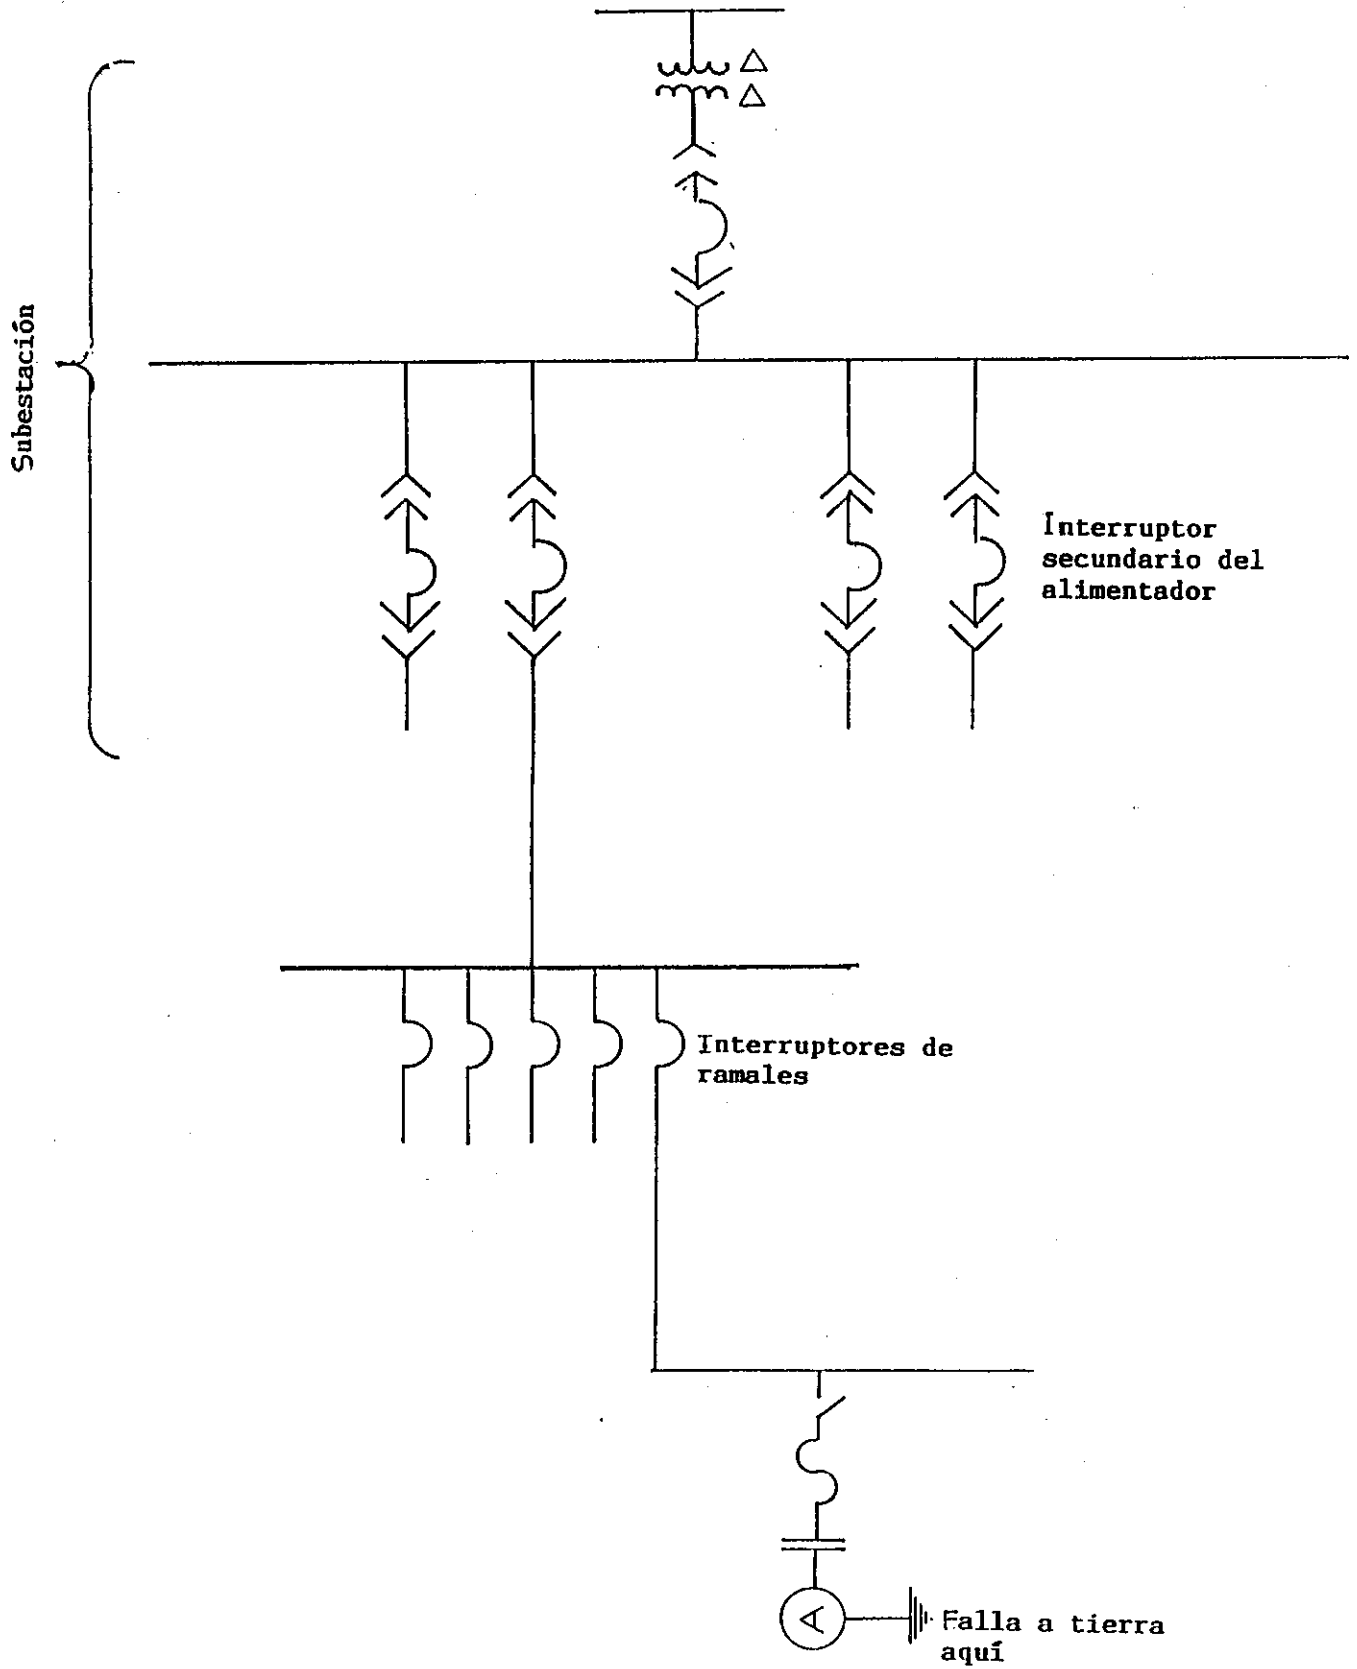 Subestación
Interruptor
secundario del
alimentador
Interruptores de
ramales
A
Falla a tierra
aquí